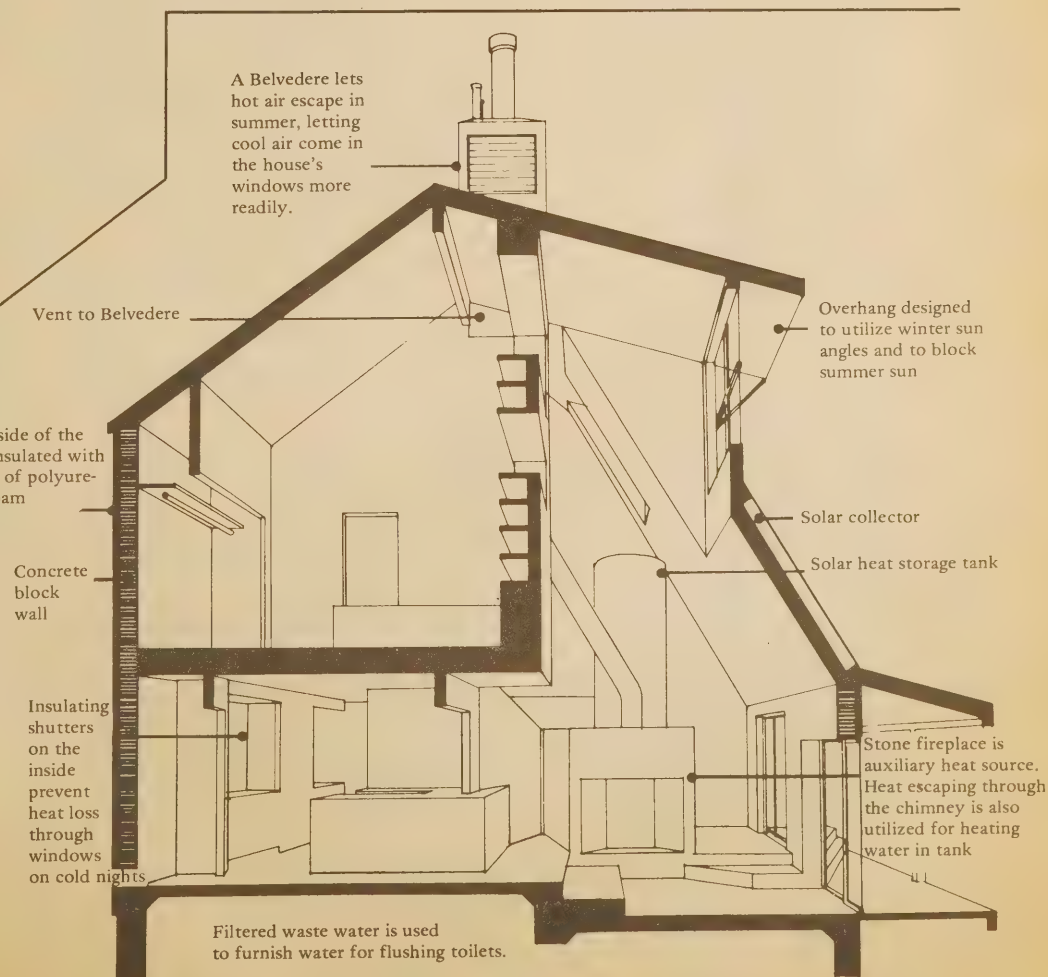 A Belvedere lets
hot air escape in
summer, letting
cool air come in
the house's
windows more
readily.
Vent to Belvedere
Overhang designed
to utilize winter sun
angles and to block
summer sun
side of the
nsulated with
of polyure-
am
Solar collector
Solar heat storage tank
Concrete
block
wall
Insulating
shutters
on the
inside
prevent
heat loss
through
windows
on cold nights
Stone fireplace is
auxiliary heat source.
Heat escaping through
the chimney is also
utilized for heating
water in tank
Filtered waste water is used
to furnish water for flushing toilets.